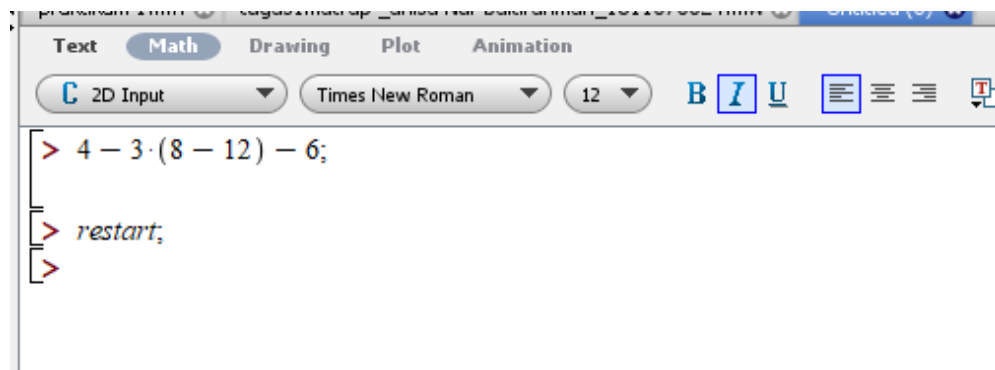 Text Math Drawing Plot Animation
C 2D Input Times New Roman 12 B I U
> 4 − 3·(8 − 12) − 6;
> restart;
>